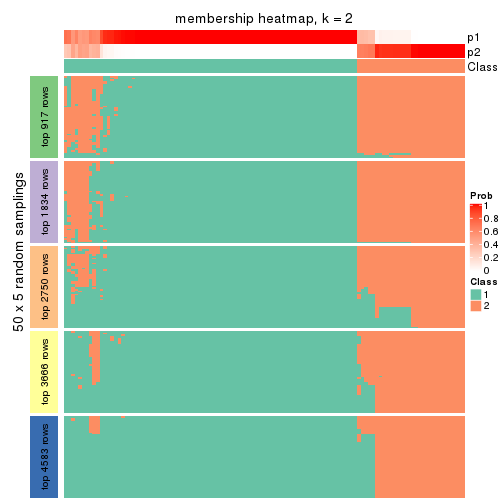 membership heatmap, k = 2
p1
p2
Class
50 x 5 random samplings
top 917 rows
top 1834 rows
top 2750 rows
top 3666 rows
top 4583 rows
Prob
1
0.8
0.6
0.4
0.2
0
Class
1
2